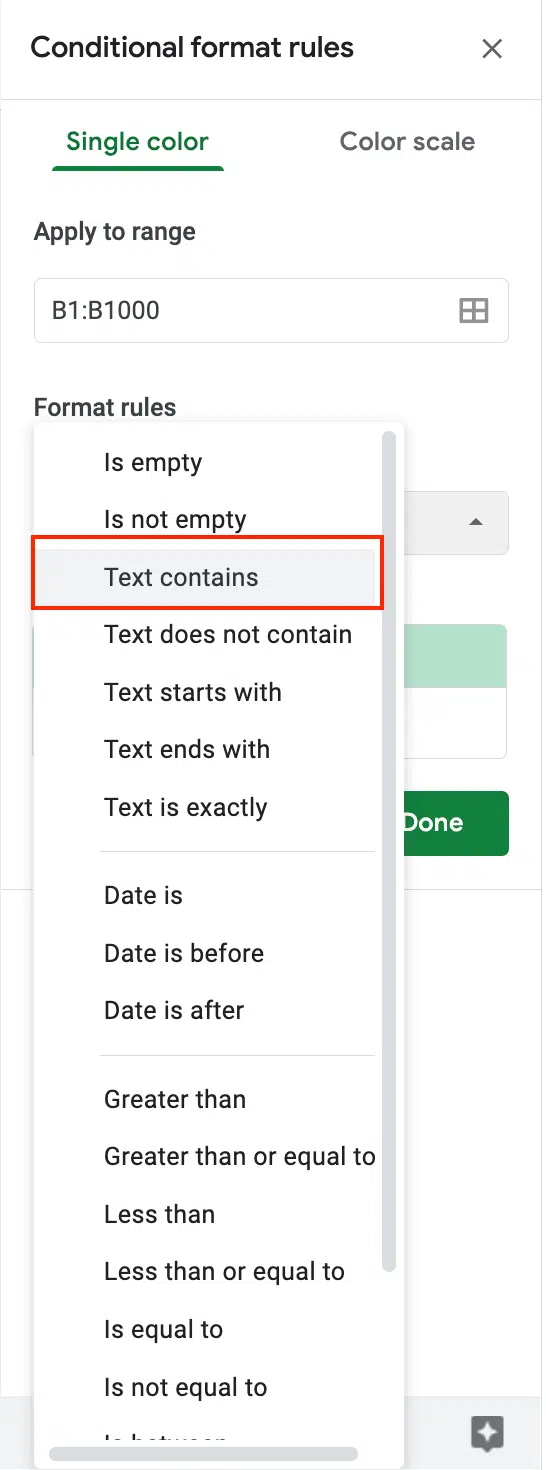 Conditional format rules
Single color
Color scale
Apply to range
B1:B1000
Format rules
Is empty
Is not empty
Text contains
Text does not contain
Text starts with
Text ends with
Text is exactly
Done
Date is
Date is before
Date is after
Greater than
Greater than or equal to
Less than
Less than or equal to
Is equal to
Is not equal to
Is between